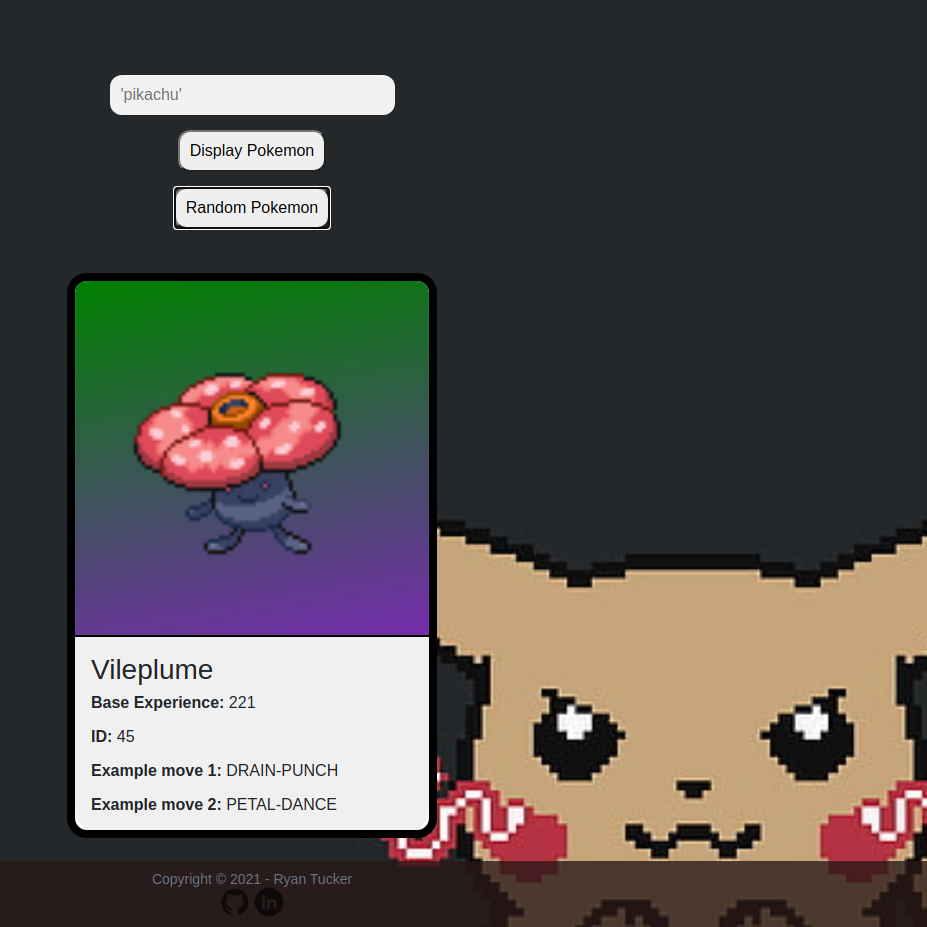 'pikachu'
Display Pokemon
Random Pokemon
Vileplume
Base Experience: 221
ID: 45
Example move 1: DRAIN-PUNCH
Example move 2: PETAL-DANCE
Copyright © 2021 - Ryan Tucker
in